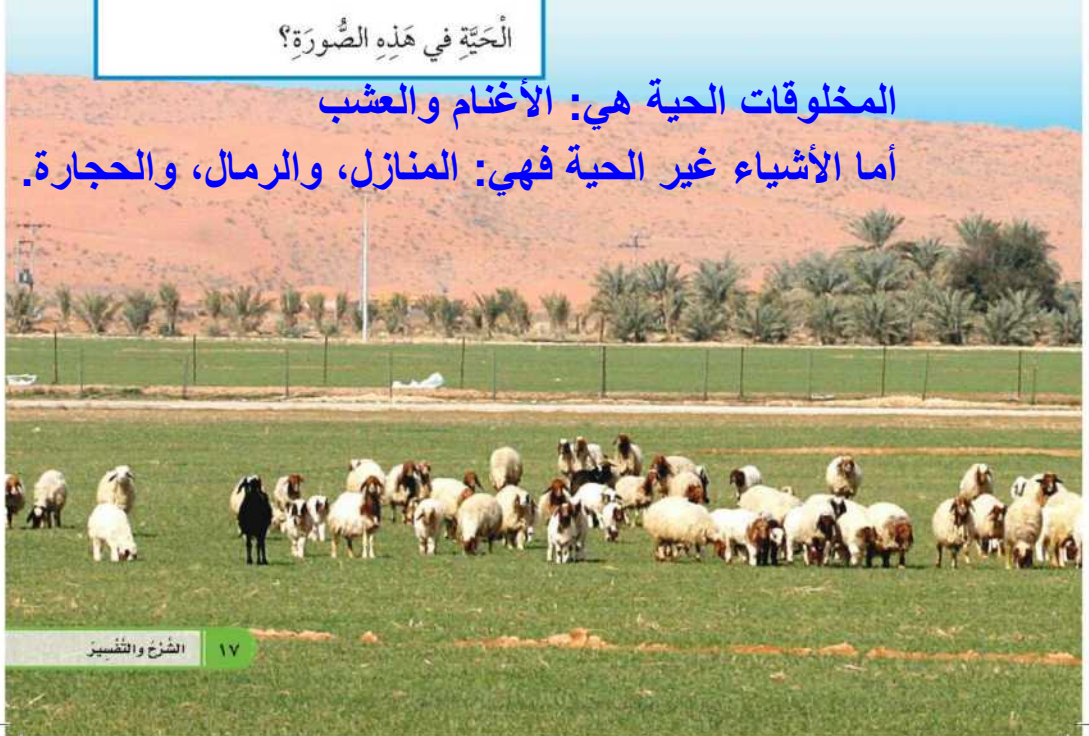 الْحَيَّةِ في هَذِهِ الصُّورَةِ؟
المخلوقات الحية هي: الأغنام والعشب
أما الأشياء غير الحية فهي: المنازل، والرمال، والحجارة.
١٧ الشَّرْحُ والتَّفْسِيرُ